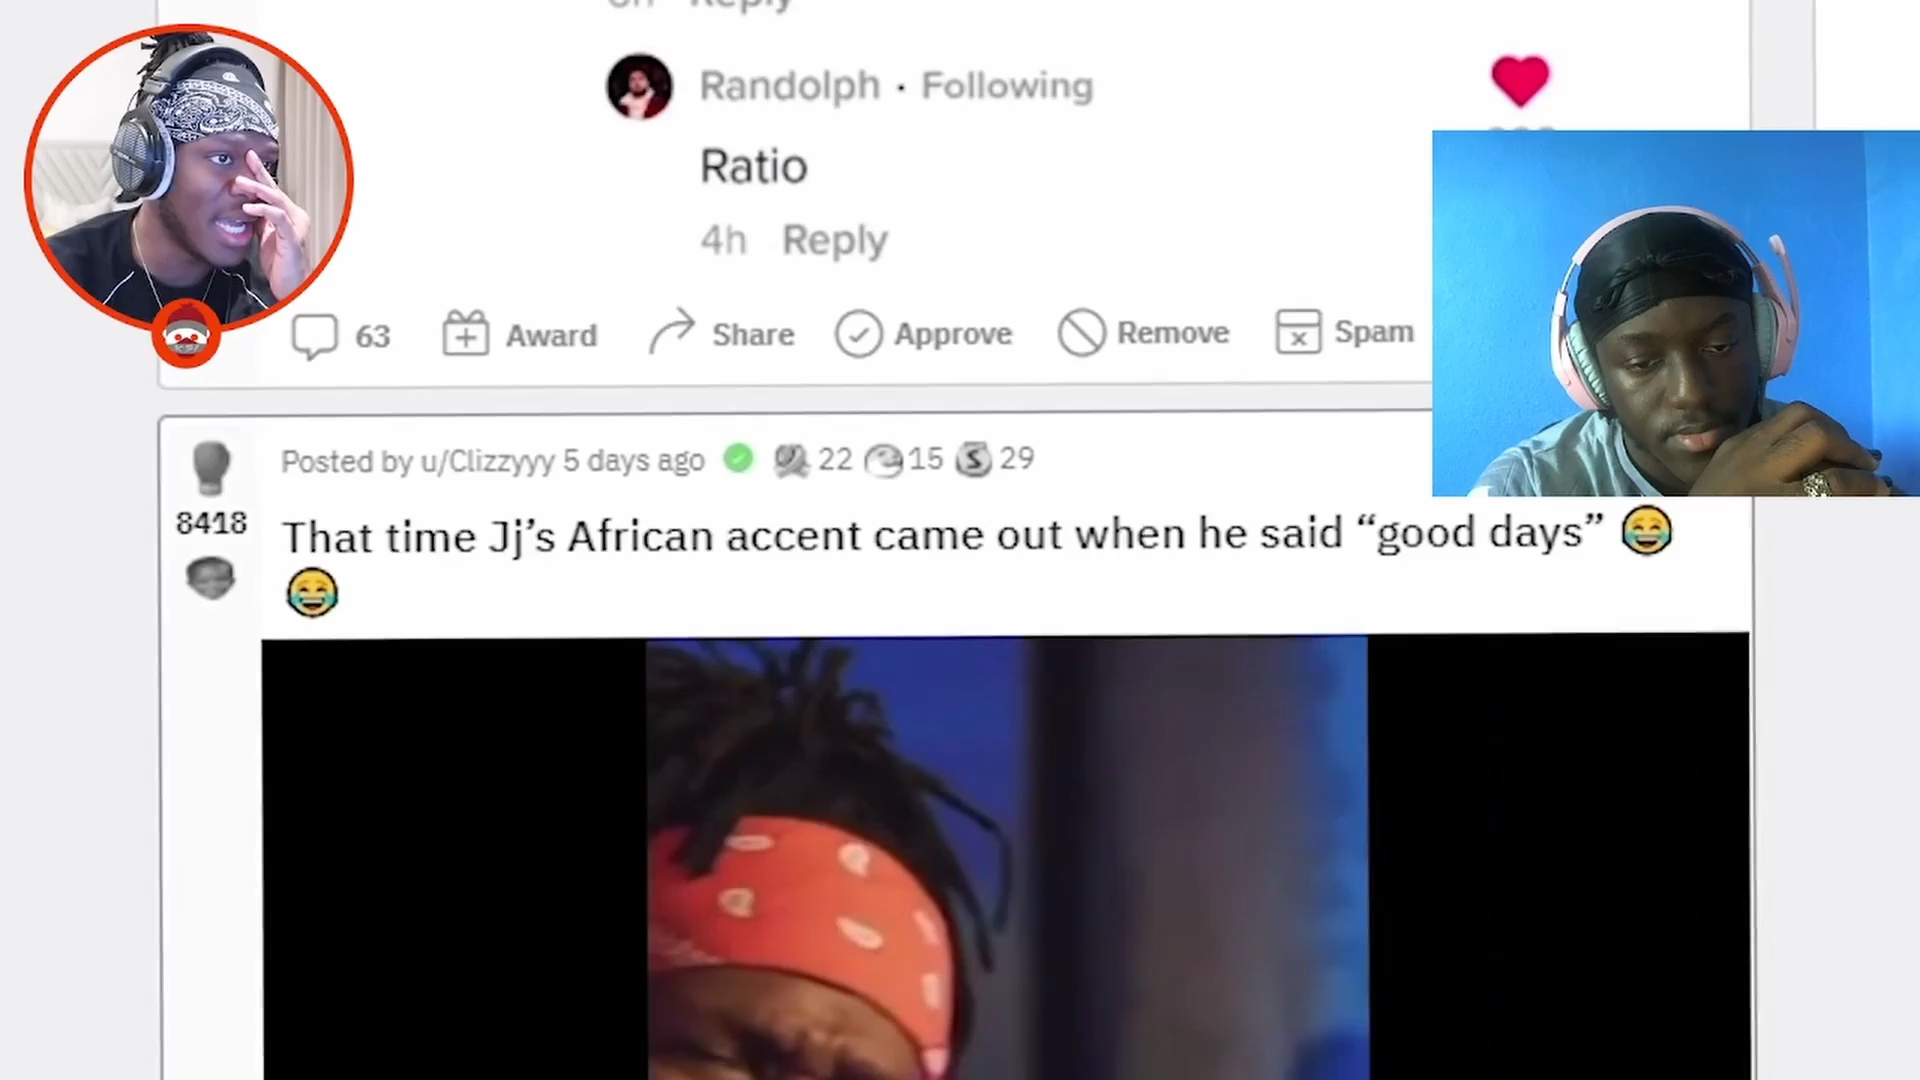 Reply
Randolph · Following
Ratio
4h Reply
63 Award Share Approve Remove Spam
Posted by u/Clizzyyy 5 days ago 22 15 29
8418
That time Jj’s African accent came out when he said “good days” 😂
😂